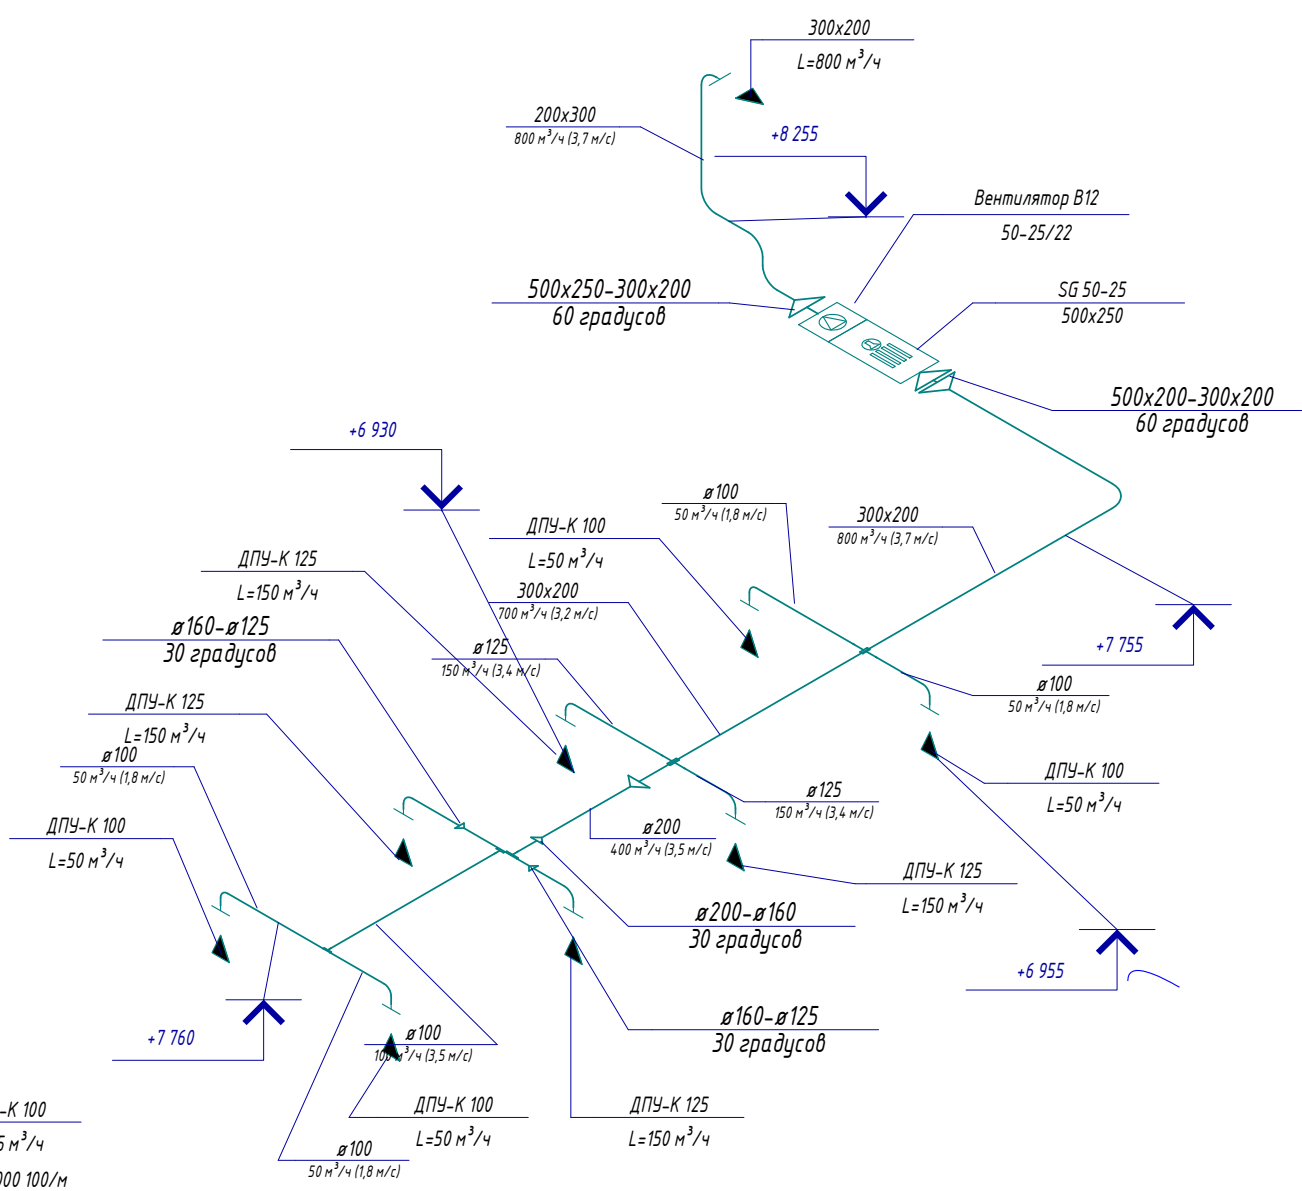 300х200
L=800 м³/ч
200х300
800 м³/ч (3,7 м/с)
+8 255
Вентилятор В12
50-25/22
500х250-300х200
60 градусов
SG 50-25
500х250
500х200-300х200
60 градусов
+6 930
ø100
50 м³/ч (1,8 м/с)
300х200
800 м³/ч (3,7 м/с)
ДПУ-К 100
L=50 м³/ч
ДПУ-К 125
L=150 м³/ч
300х200
700 м³/ч (3,2 м/с)
ø160-ø125
30 градусов
ø125
150 м³/ч (3,4 м/с)
+7 755
ø100
50 м³/ч (1,8 м/с)
ДПУ-К 125
L=150 м³/ч
ø100
50 м³/ч (1,8 м/с)
ДПУ-К 100
L=50 м³/ч
ø125
150 м³/ч (3,4 м/с)
ДПУ-К 100
L=50 м³/ч
ø200
400 м³/ч (3,5 м/с)
ДПУ-К 125
L=150 м³/ч
ø200-ø160
30 градусов
+6 955
ø160-ø125
30 градусов
+7 760
ø100
100 м³/ч (3,5 м/с)
ДПУ-К 100
L=50 м³/ч
ДПУ-К 125
L=150 м³/ч
ø100
50 м³/ч (1,8 м/с)
-К 100
м³/ч
000 100/м